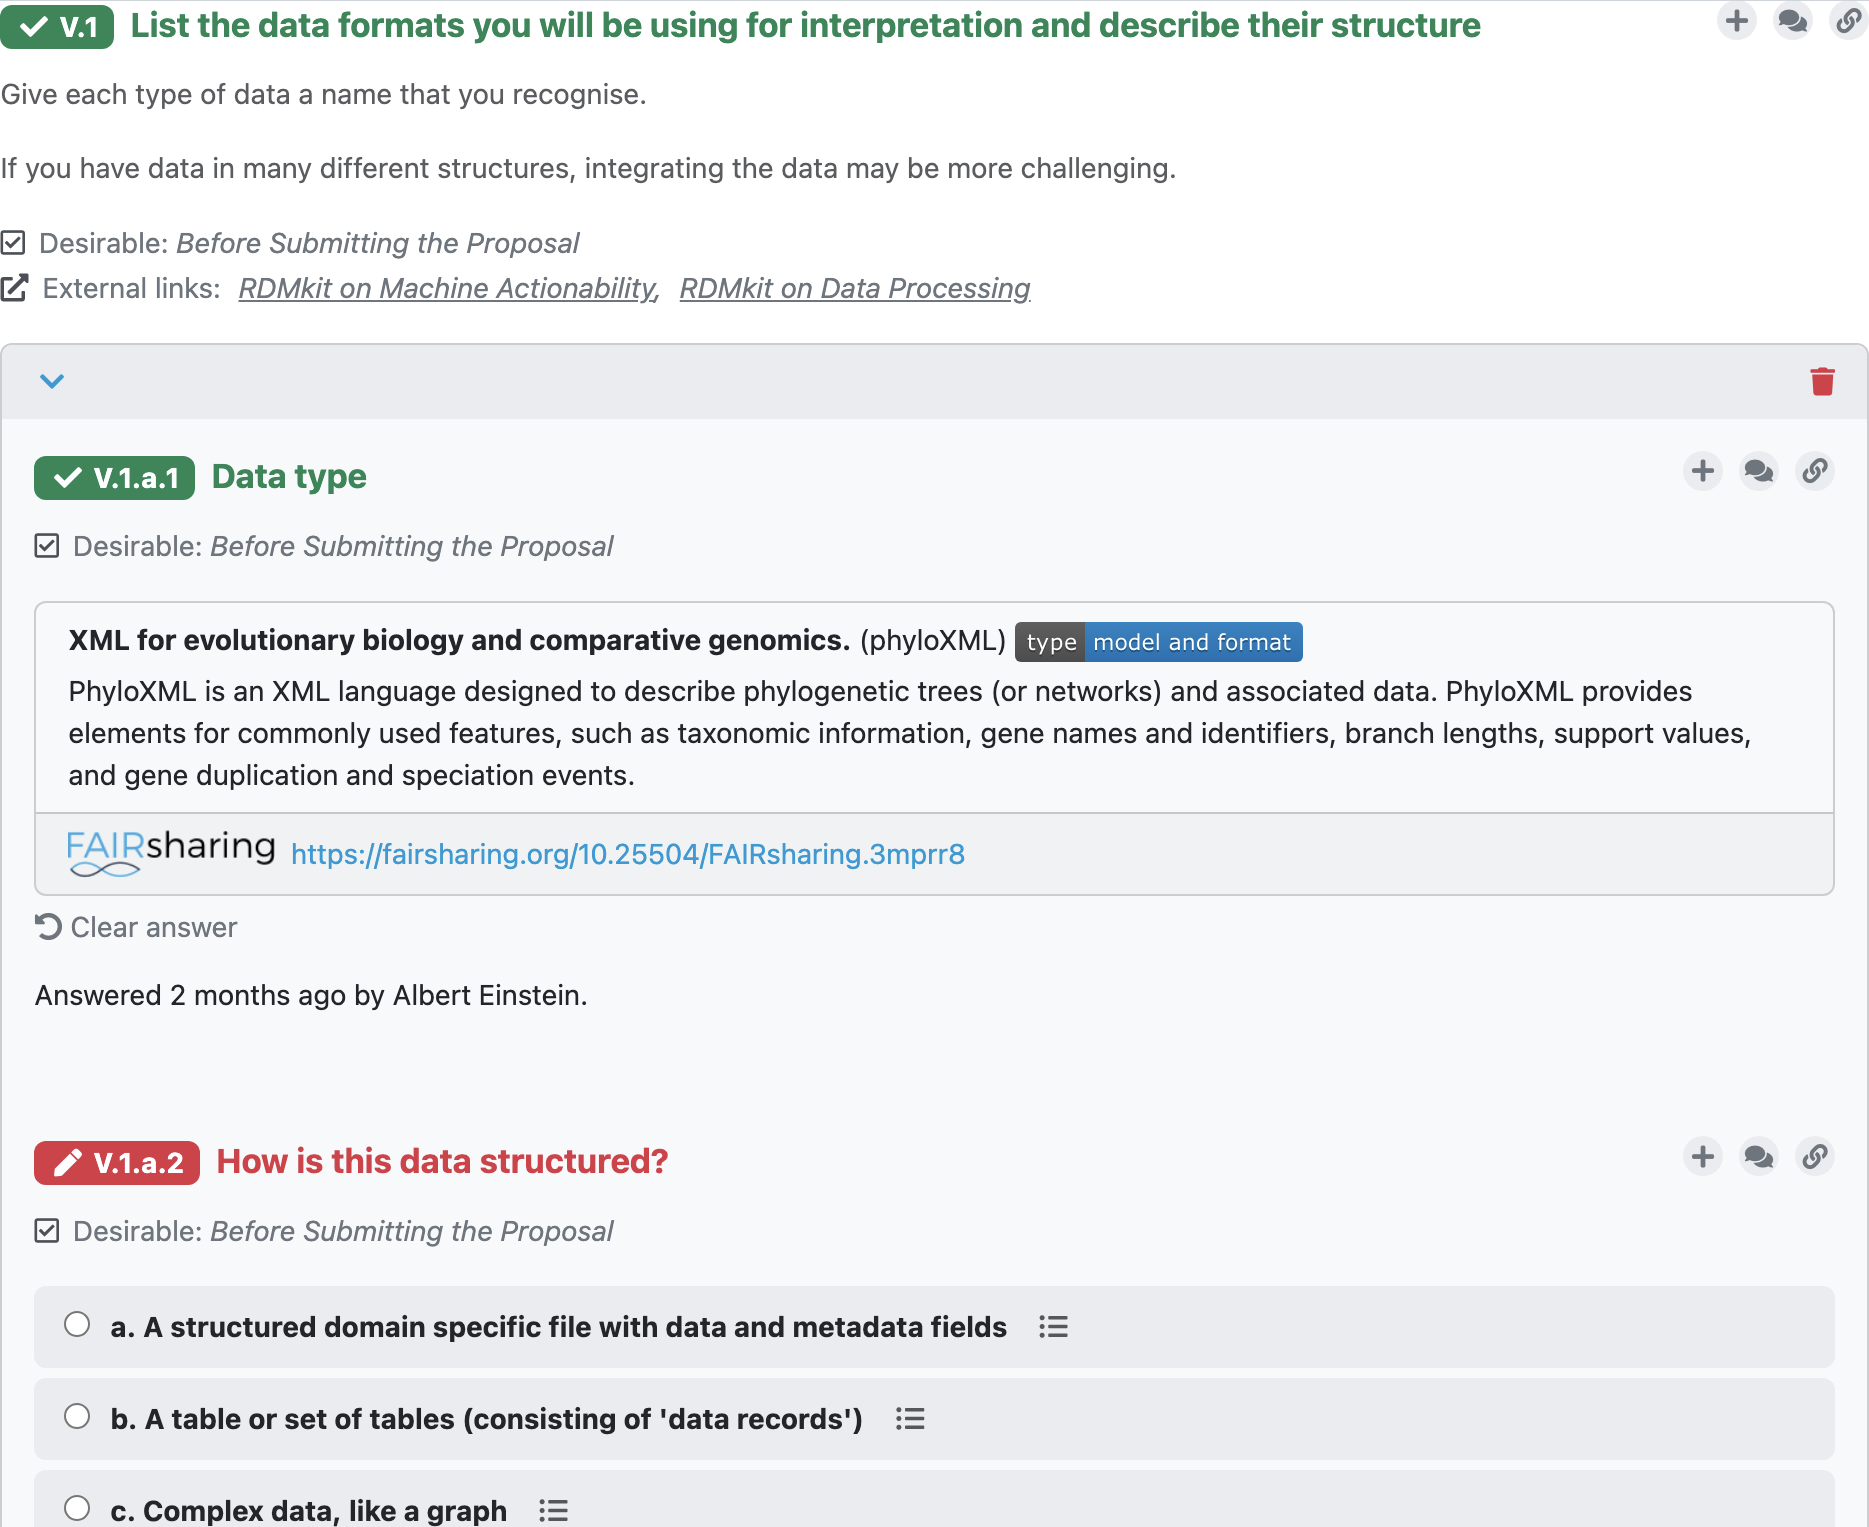 V.1 List the data formats you will be using for interpretation and describe their structure
Give each type of data a name that you recognise.
If you have data in many different structures, integrating the data may be more challenging.
Desirable: Before Submitting the Proposal
External links: RDMkit on Machine Actionability, RDMkit on Data Processing
V.1.a.1 Data type
Desirable: Before Submitting the Proposal
XML for evolutionary biology and comparative genomics. (phyloXML) type model and format
PhyloXML is an XML language designed to describe phylogenetic trees (or networks) and associated data. PhyloXML provides
elements for commonly used features, such as taxonomic information, gene names and identifiers, branch lengths, support values,
and gene duplication and speciation events.
FAIRsharing https://fairsharing.org/10.25504/FAIRsharing.3mprr8
Clear answer
Answered 2 months ago by Albert Einstein.
V.1.a.2 How is this data structured?
Desirable: Before Submitting the Proposal
a. A structured domain specific file with data and metadata fields
b. A table or set of tables (consisting of 'data records')
c. Complex data, like a graph